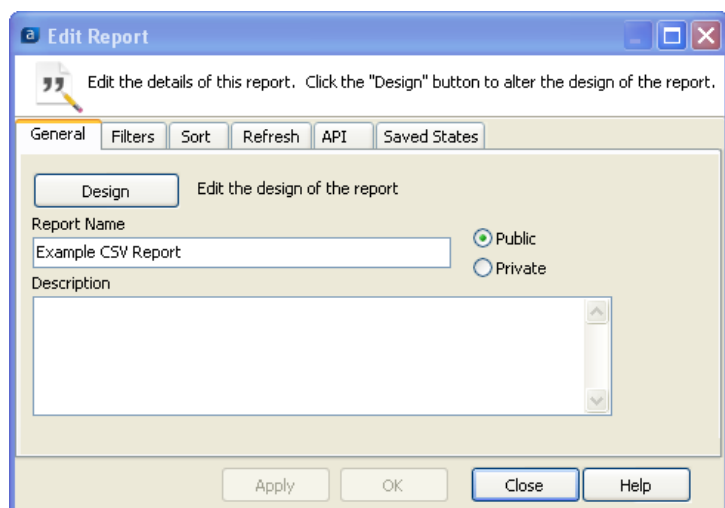 a Edit Report
Edit the details of this report. Click the "Design" button to alter the design of the report.
General Filters Sort Refresh API Saved States
Design Edit the design of the report
Report Name
Example CSV Report
Public
Private
Description
Apply OK Close Help